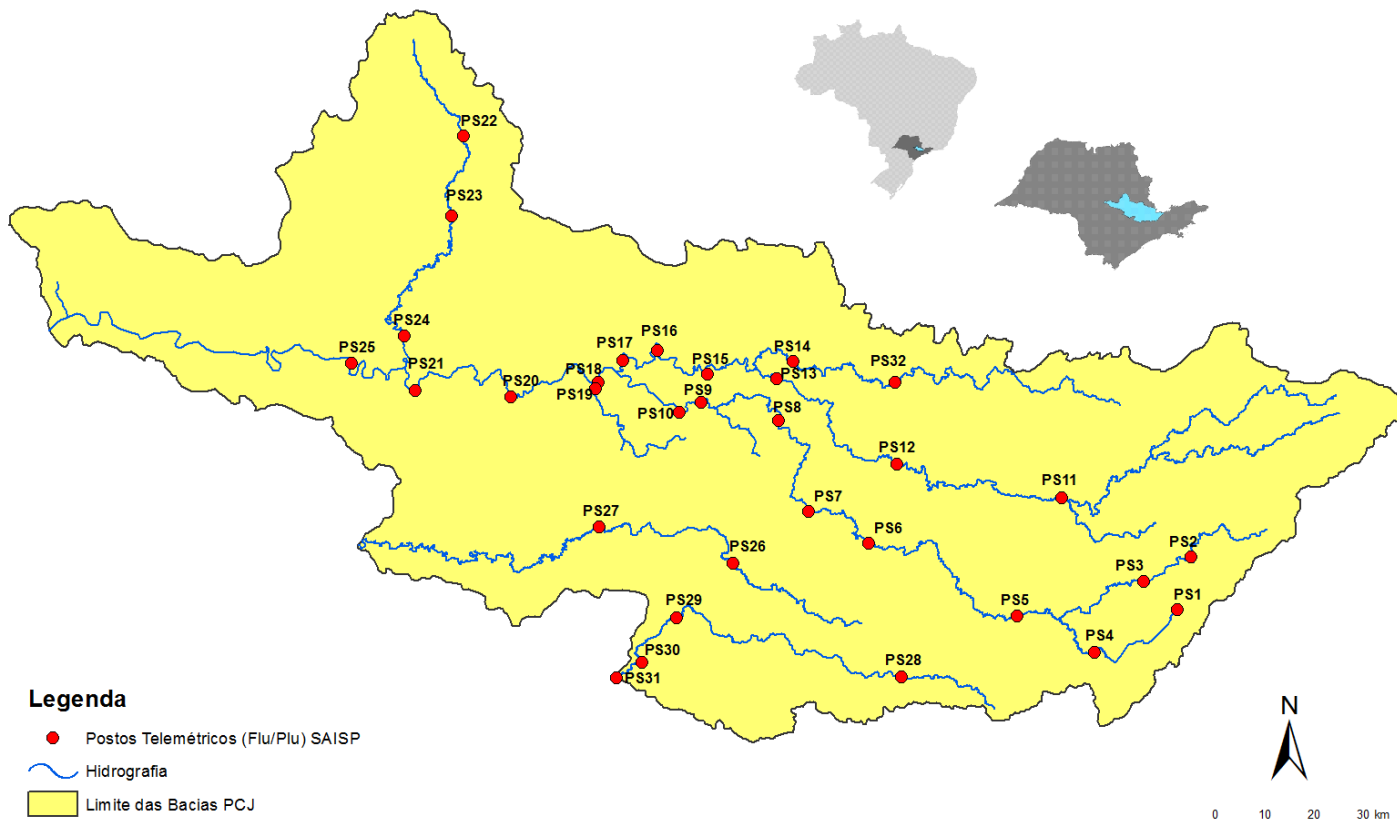 PS22
PS23
PS24
PS25
PS21
PS20
PS17
PS16
PS18
PS19
PS15
PS14
PS13
PS32
PS9
PS10
PS8
PS12
PS11
PS7
PS6
PS27
PS26
PS2
PS3
PS1
PS5
PS4
PS29
PS30
PS31
PS28
Legenda
Postos Telemétricos (Flu/Plu) SAISP
Hidrografia
Limite das Bacias PCJ
N
0 10 20 30 km